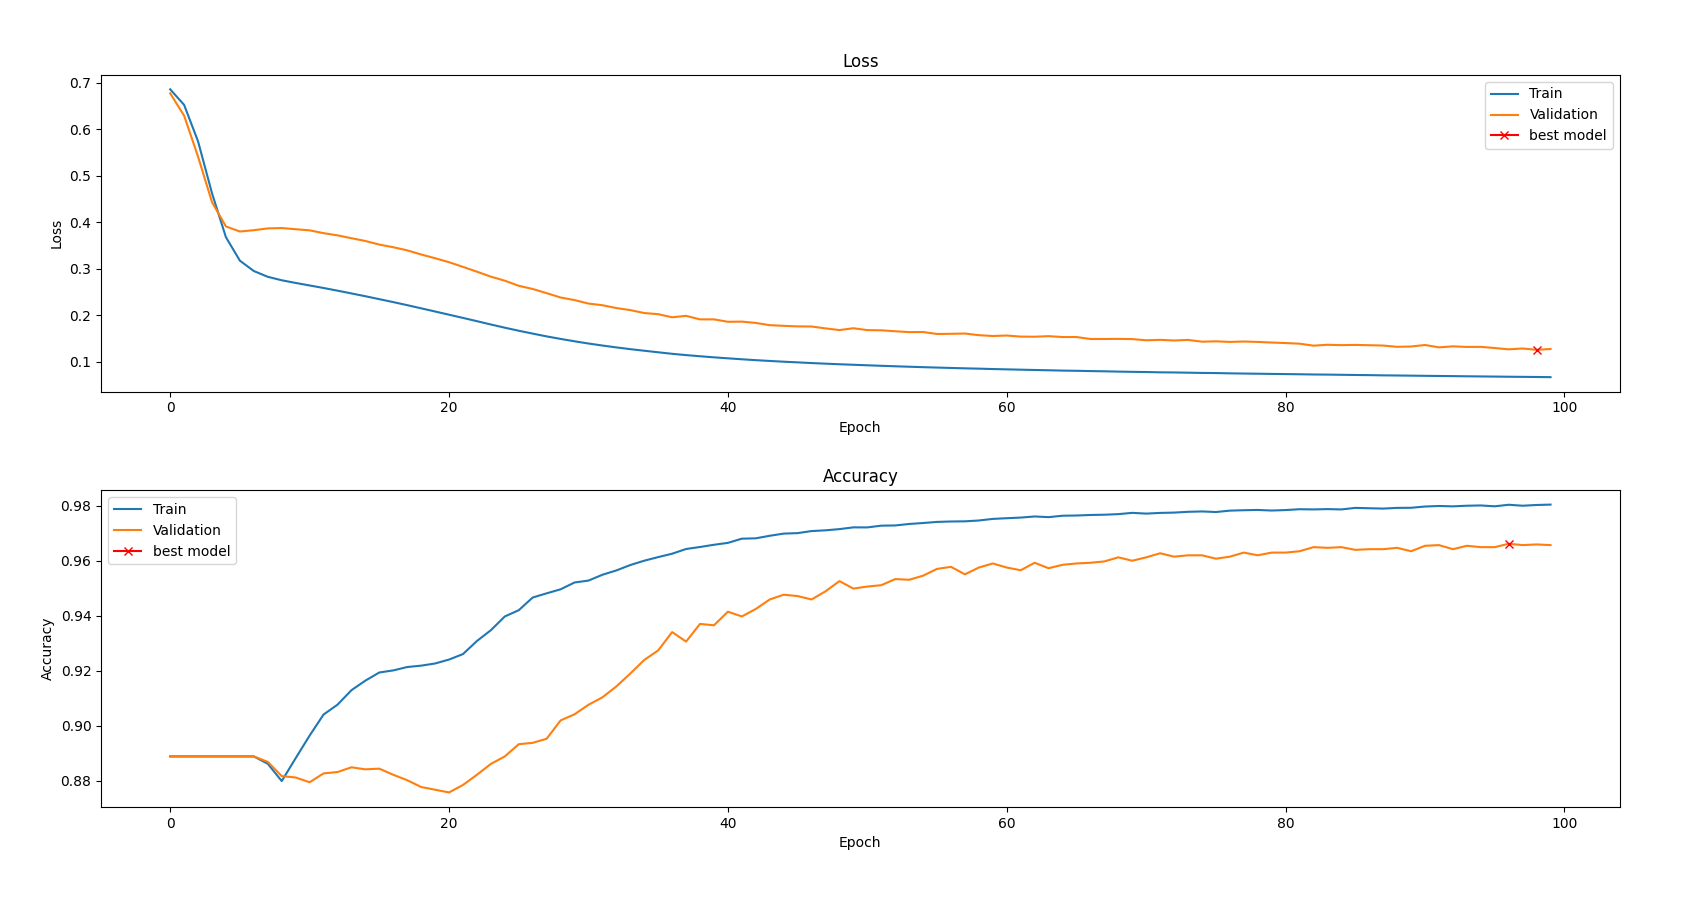 Loss
0.7
0.6
0.5
0.4
0.3
0.2
0.1
Loss
Train
Validation
best model
0 20 40 60 80 100
Epoch
Accuracy
0.98
0.96
0.94
0.92
0.90
0.88
Accuracy
Train
Validation
best model
0 20 40 60 80 100
Epoch